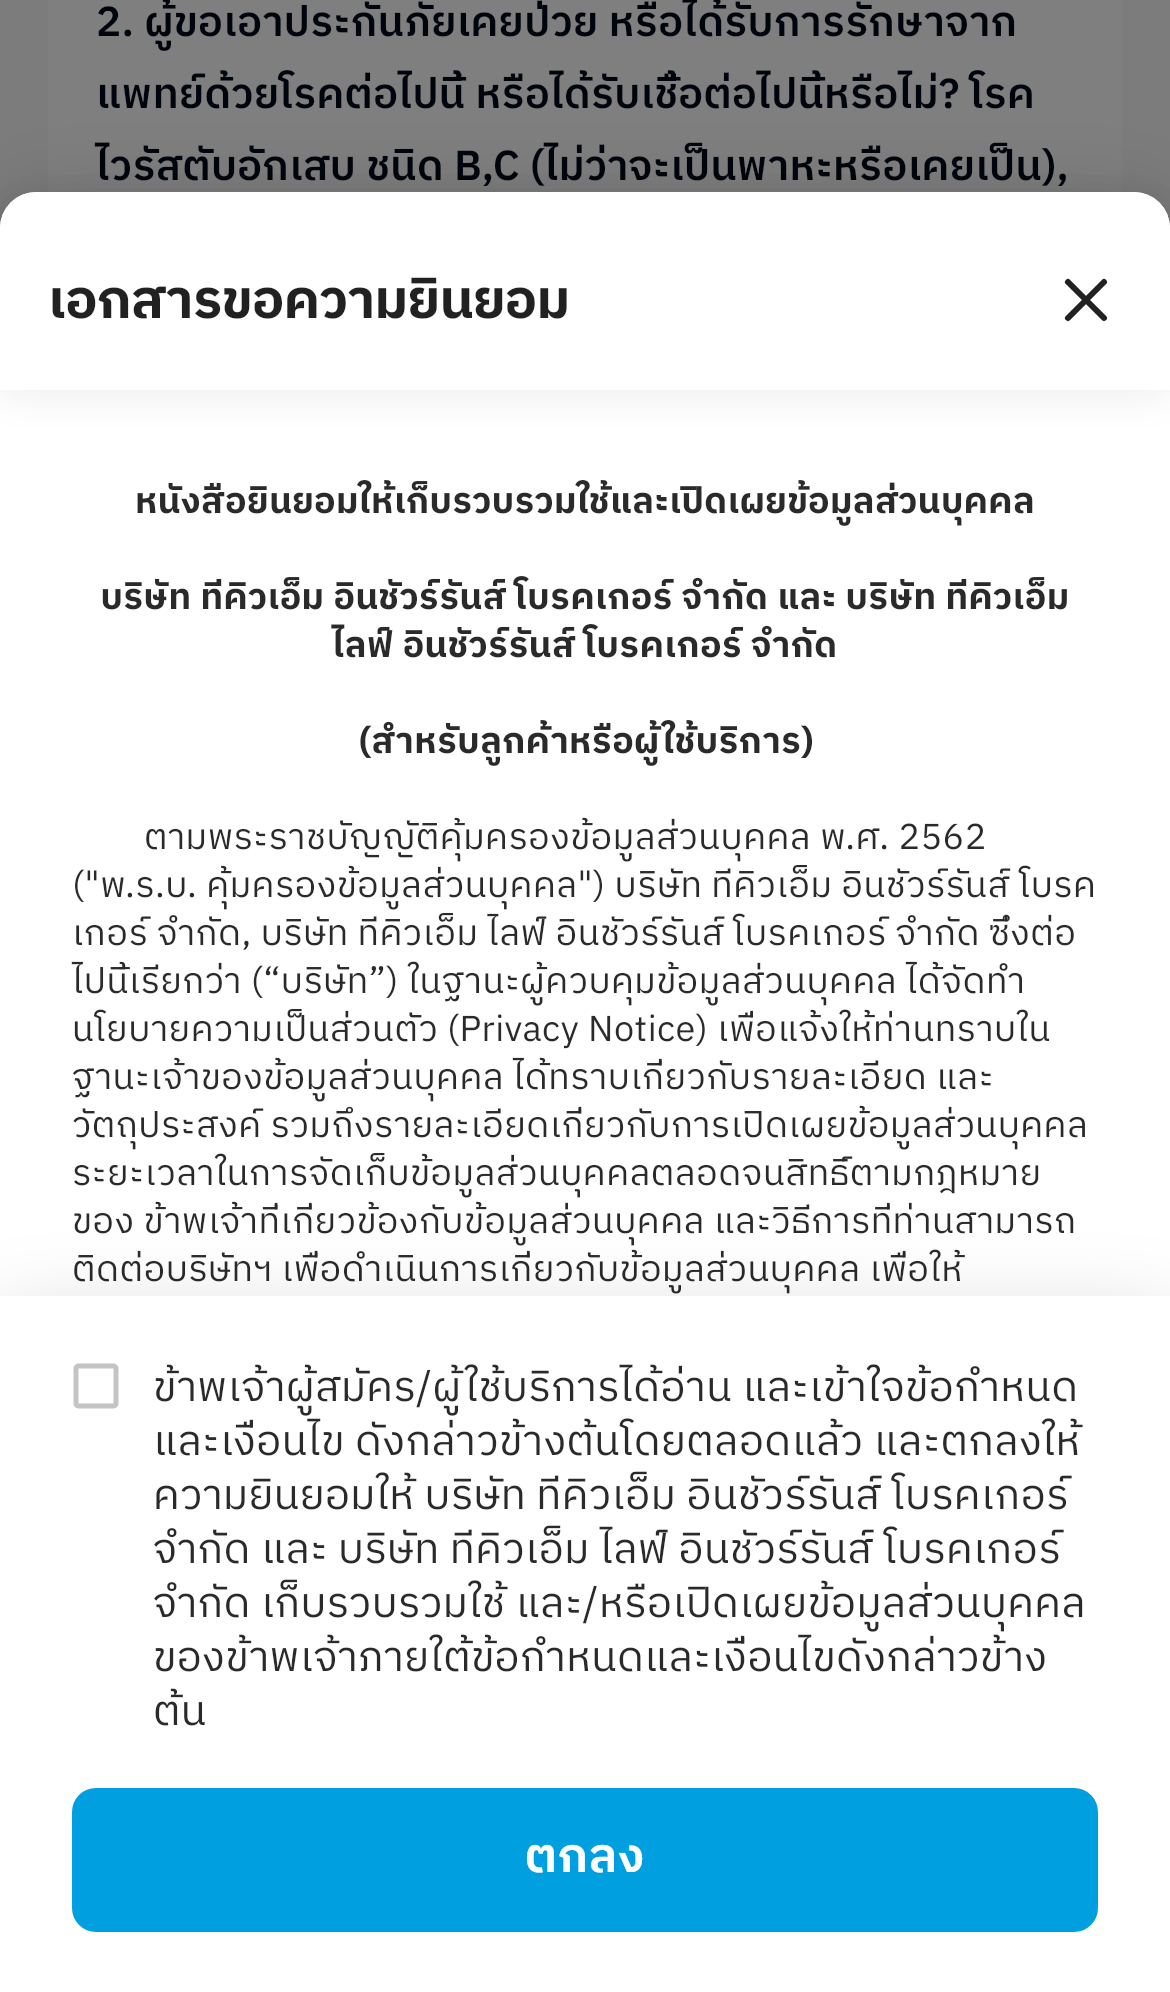 2. ผู้ขอเอาประกันภัยเคยป่วย หรือได้รับการรักษาจาก
แพทย์ด้วยโรคต่อไปนี้ หรือได้รับเชื้อต่อไปนี้หรือไม่? โรค
ไวรัสตับอักเสบ ชนิด B,C (ไม่ว่าจะเป็นพาหะหรือเคยเป็น),
เอกสารขอความยินยอม
หนังสือยินยอมให้เก็บรวบรวมใช้และเปิดเผยข้อมูลส่วนบุคคล
บริษัท ทีคิวเอ็ม อินชัวร์รันส์ โบรคเกอร์ จำกัด และ บริษัท ทีคิวเอ็ม
ไลฟ์ อินชัวร์รันส์ โบรคเกอร์ จำกัด
(สำหรับลูกค้าหรือผู้ใช้บริการ)
ตามพระราชบัญญัติคุ้มครองข้อมูลส่วนบุคคล พ.ศ. 2562
("พ.ร.บ. คุ้มครองข้อมูลส่วนบุคคล") บริษัท ทีคิวเอ็ม อินชัวร์รันส์ โบรค
เกอร์ จำกัด, บริษัท ทีคิวเอ็ม ไลฟ์ อินชัวร์รันส์ โบรคเกอร์ จำกัด ซึ่งต่อ
ไปนี้เรียกว่า (“บริษัท”) ในฐานะผู้ควบคุมข้อมูลส่วนบุคคล ได้จัดทำ
นโยบายความเป็นส่วนตัว (Privacy Notice) เพื่อแจ้งให้ท่านทราบใน
ฐานะเจ้าของข้อมูลส่วนบุคคล ได้ทราบเกี่ยวกับรายละเอียด และ
วัตถุประสงค์ รวมถึงรายละเอียดเกี่ยวกับการเปิดเผยข้อมูลส่วนบุคคล
ระยะเวลาในการจัดเก็บข้อมูลส่วนบุคคลตลอดจนสิทธิ์ตามกฎหมาย
ของ ข้าพเจ้าที่เกี่ยวข้องกับข้อมูลส่วนบุคคล และวิธีการที่ท่านสามารถ
ติดต่อบริษัทฯ เพื่อดำเนินการเกี่ยวกับข้อมูลส่วนบุคคล เพื่อให้
ข้าพเจ้าผู้สมัคร/ผู้ใช้บริการได้อ่าน และเข้าใจข้อกำหนด
และเงื่อนไข ดังกล่าวข้างต้นโดยตลอดแล้ว และตกลงให้
ความยินยอมให้ บริษัท ทีคิวเอ็ม อินชัวร์รันส์ โบรคเกอร์
จำกัด และ บริษัท ทีคิวเอ็ม ไลฟ์ อินชัวร์รันส์ โบรคเกอร์
จำกัด เก็บรวบรวมใช้ และ/หรือเปิดเผยข้อมูลส่วนบุคคล
ของข้าพเจ้าภายใต้ข้อกำหนดและเงื่อนไขดังกล่าวข้าง
ต้น
ตกลง